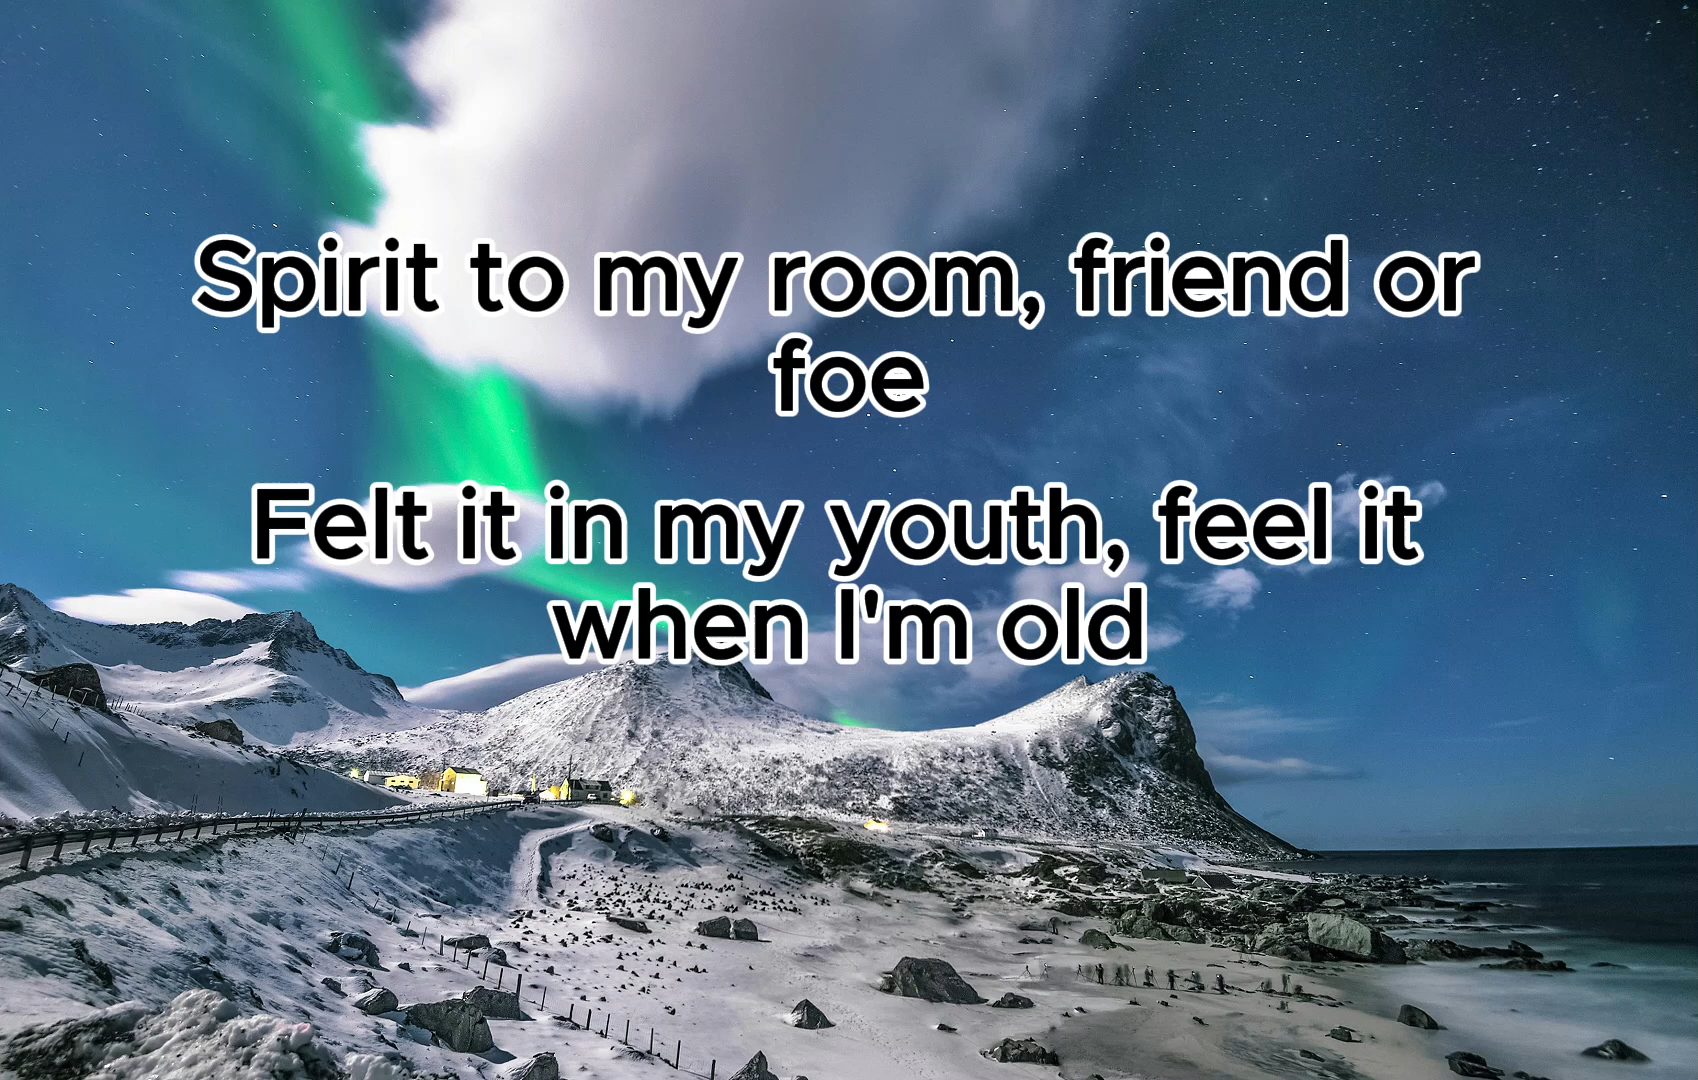 Spirit to my room, friend or
foe
Felt it in my youth, feel it
when I'm old